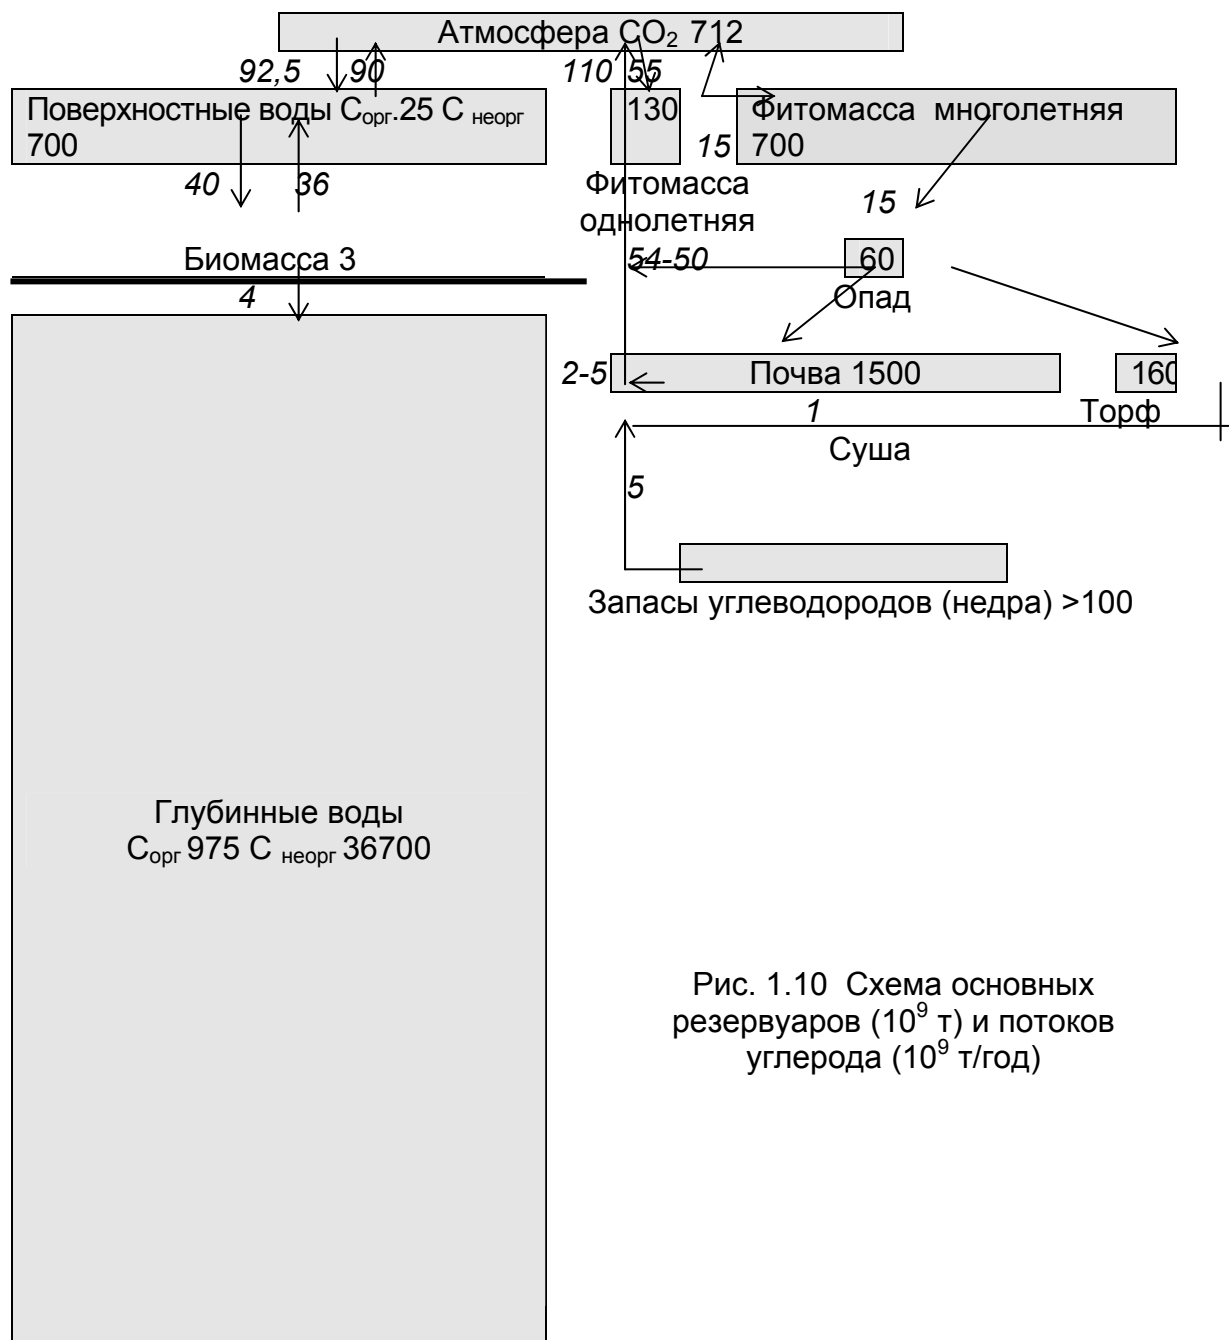 Атмосфера CO₂ 712
92,5 90 110 55
Поверхностные воды Сорг.25 С неорг
700
130
Фитомасса многолетняя
700
15
40 36
Фитомасса
однолетняя
15
Биомасса 3
54-50
60
Опад
4
2-5
Почва 1500
160
1
Торф
Суша
5
Запасы углеводородов (недра) >100
Глубинные воды
Сорг 975 С неорг 36700
Рис. 1.10 Схема основных
резервуаров (10⁹ т) и потоков
углерода (10⁹ т/год)